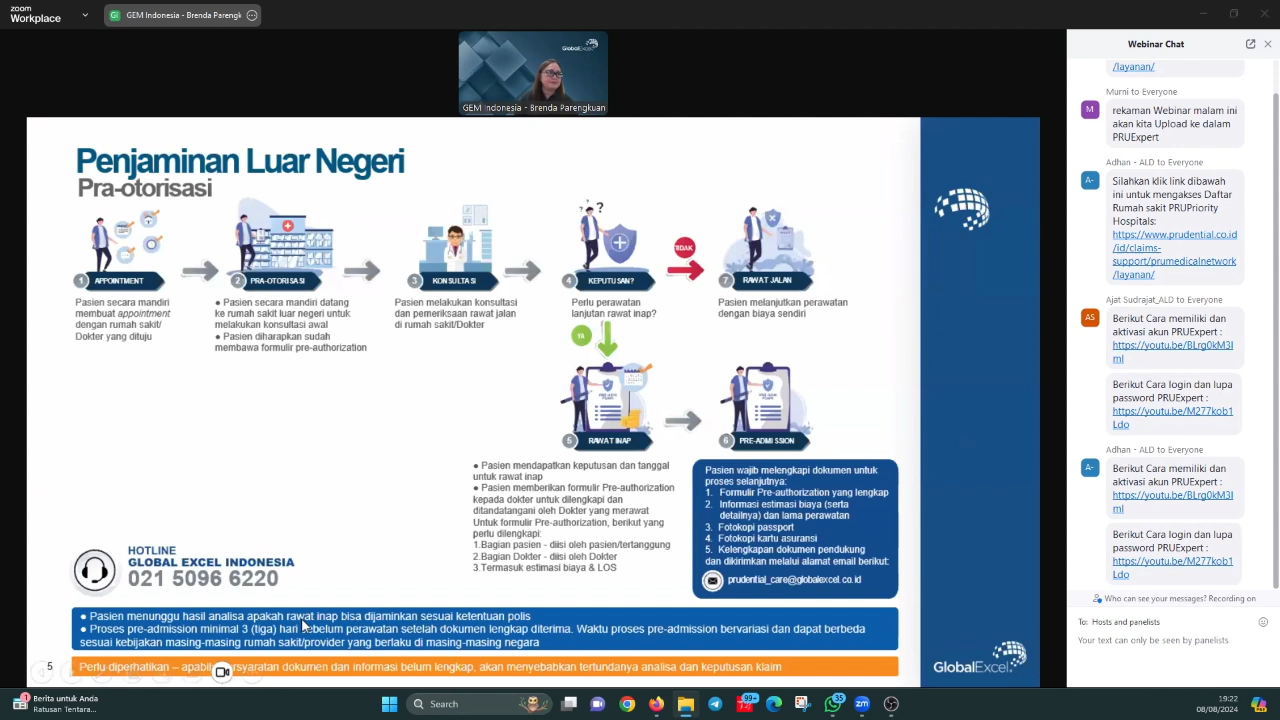 zoom
Workplace
GI
GEM Indonesia - Brenda Parengk
GlobalExcel
GEM Indonesia - Brenda Parengkuan
Penjaminan Luar Negeri
Pra-otorisasi
1 APPOINTMENT
Pasien secara mandiri
membuat appointment
dengan rumah sakit/
Dokter yang dituju
2 PRA-OTORISASI
● Pasien secara mandiri datang
ke rumah sakit luar negeri untuk
melakukan konsultasi awal
● Pasien diharapkan sudah
membawa formulir pre-authorization
3 KONSULTASI
Pasien melakukan konsultasi
dan pemeriksaan rawat jalan
di rumah sakit/Dokter
? ?
4 KEPUTUSAN?
Perlu perawatan
lanjutan rawat inap?
TIDAK
7 RAWAT JALAN
Pasien melanjutkan perawatan
dengan biaya sendiri
YA
5 RAWAT INAP
● Pasien mendapatkan keputusan dan tanggal
untuk rawat inap
● Pasien memberikan formulir Pre-authorization
kepada dokter untuk dilengkapi dan
ditandatangani oleh Dokter yang merawat
Untuk formulir Pre-authorization, berikut yang
perlu dilengkapi:
1.Bagian pasien - diisi oleh pasien/tertanggung
2.Bagian Dokter - diisi oleh Dokter
3.Termasuk estimasi biaya & LOS
6 PRE-ADMISSION
Pasien wajib melengkapi dokumen untuk
proses selanjutnya:
1. Formulir Pre-authorization yang lengkap
2. Informasi estimasi biaya (serta
detailnya) dan lama perawatan
3. Fotokopi passport
4. Fotokopi kartu asuransi
5. Kelengkapan dokumen pendukung
dan dikirimkan melalui alamat email berikut:
prudential_care@globalexcel.co.id
HOTLINE
GLOBAL EXCEL INDONESIA
021 5096 6220
● Pasien menunggu hasil analisa apakah rawat inap bisa dijaminkan sesuai ketentuan polis
● Proses pre-admission minimal 3 (tiga) hari sebelum perawatan setelah dokumen lengkap diterima. Waktu proses pre-admission bervariasi dan dapat berbeda
sesuai kebijakan masing-masing rumah sakit/provider yang berlaku di masing-masing negara
5
Perlu diperhatikan – apabil rsyaratan dokumen dan informasi belum lengkap, akan menyebabkan tertundanya analisa dan keputusan klaim
GlobalExcel
Webinar Chat
/layanan/
Murni to Everyone
M
rekaman Webinar malam ini
akan kita Upload ke dalam
PRUExpert
Adhan - ALD to Everyone
A-
Silahkan klik link dibawah
ini untuk mengakses Daftar
Rumah sakit PRUPriority
Hospitals:
https://www.prudential.co.id
/id/claims-
support/prumedicalnetwork
/layanan/
Ajat Sudrajat_ALD to Everyone
AS
Berikut Cara memiliki dan
aktivasi akun PRUExpert :
https://youtu.be/BLrg0kM3I
mI
Berikut Cara login dan lupa
password PRUExpert :
https://youtu.be/M277kob1
Ldo
Adhan - ALD to Everyone
A-
Berikut Cara memiliki dan
aktivasi akun PRUExpert :
https://youtu.be/BLrg0kM3I
mI
Berikut Cara login dan lupa
password PRUExpert :
https://youtu.be/M277kob1
Ldo
Who can see your messages? Recording on
To: Hosts and panelists
Your text can only be seen by panelists
1
Berita untuk Anda
Ratusan Tentara...
Search
99+
35
zm
19:22
08/08/2024